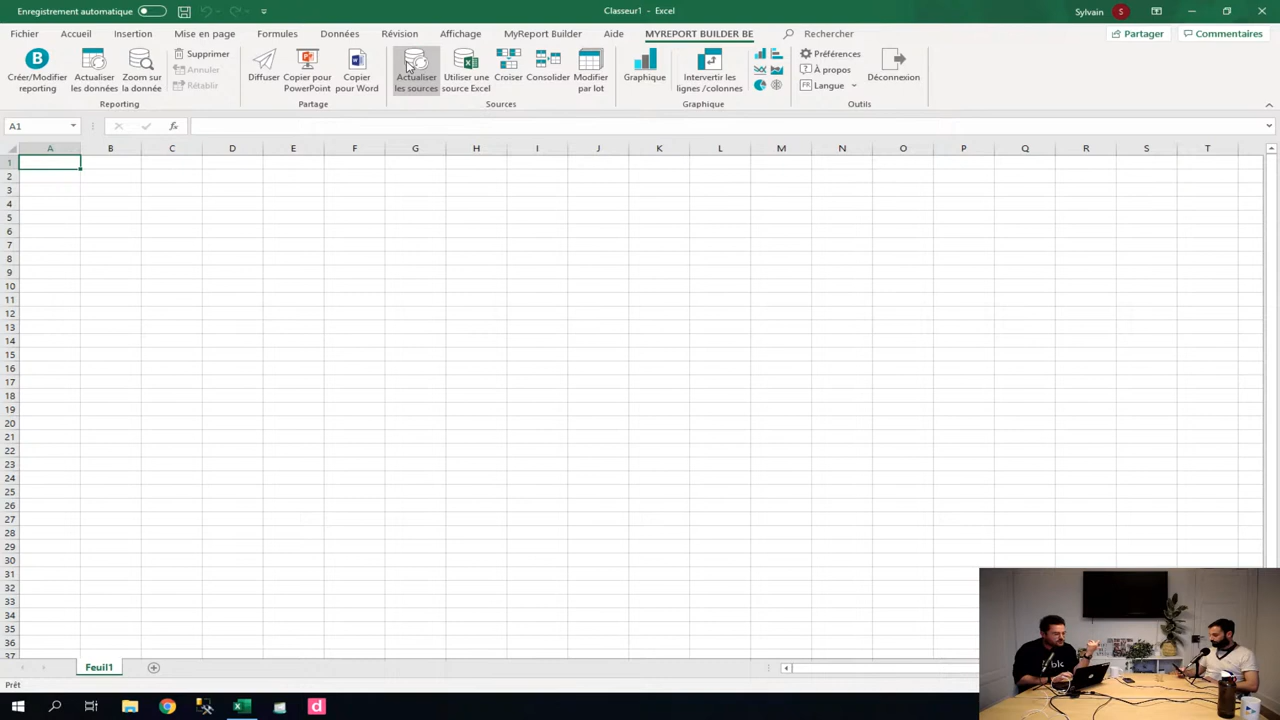 Enregistrement automatique
Classeur1 - Excel
Sylvain S
Fichier Accueil Insertion Mise en page Formules Données Révision Affichage MyReport Builder Aide MYREPORT BUILDER BE Rechercher
Partager Commentaires
Créer/Modifier reporting
Actualiser les données
Zoom sur la donnée
Supprimer
Annuler
Rétablir
Reporting
Diffuser
Copier pour PowerPoint
Copier pour Word
Partage
Actualiser les sources
Utiliser une source Excel
Croiser
Consolider
Modifier par lot
Sources
Graphique
Intervertir les lignes /colonnes
Graphique
Préférences
À propos
Langue
Déconnexion
Outils
A1
fx
A B C D E F G H I J K L M N O P Q R S T
1
2
3
4
5
6
7
8
9
10
11
12
13
14
15
16
17
18
19
20
21
22
23
24
25
26
27
28
29
30
31
32
33
34
35
36
37
Feuil1
Prêt